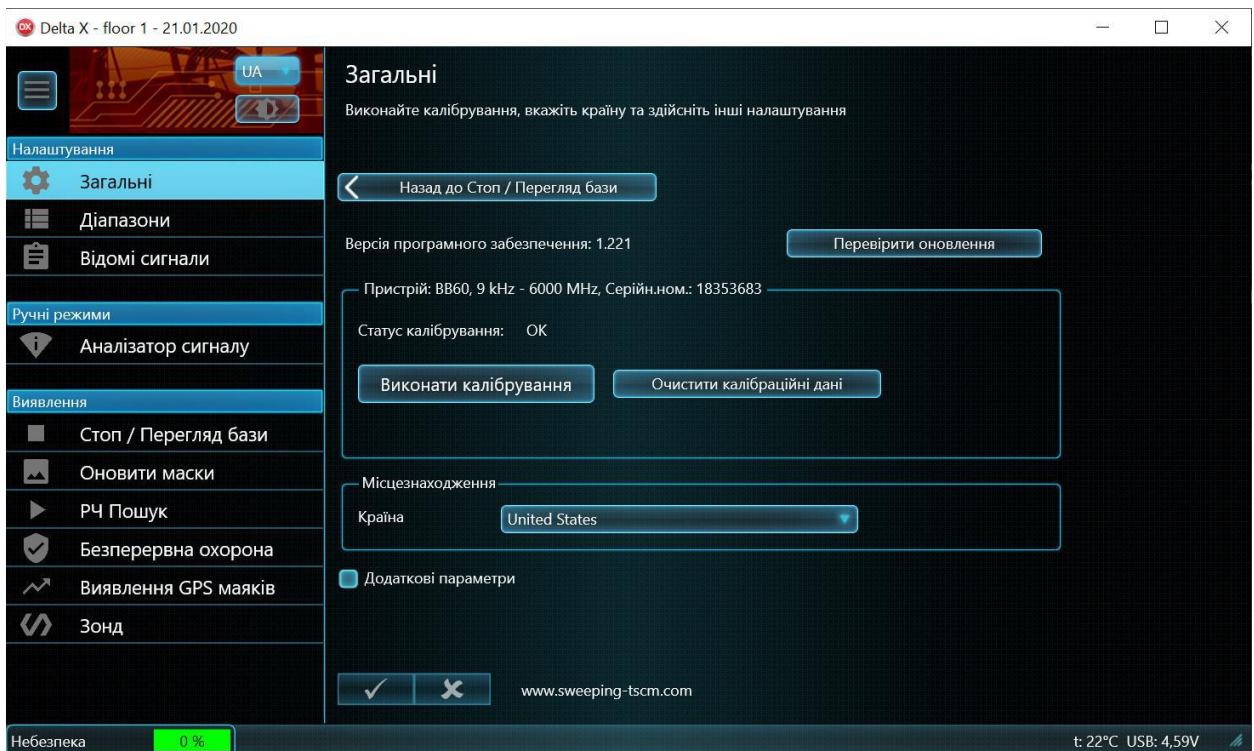 DX Delta X - floor 1 - 21.01.2020
UA
Налаштування
Загальні
Діапазони
Відомі сигнали
Ручні режими
Аналізатор сигналу
Виявлення
Стоп / Перегляд бази
Оновити маски
РЧ Пошук
Безперервна охорона
Виявлення GPS маяків
Зонд
Загальні
Виконайте калібрування, вкажіть країну та здійсніть інші налаштування
Назад до Стоп / Перегляд бази
Версія програмного забезпечення: 1.221 Перевірити оновлення
Пристрій: BB60, 9 kHz - 6000 MHz, Серійн.ном.: 18353683
Статус калібрування: OK
Виконати калібрування Очистити калібраційні дані
Місцезнаходження
Країна United States
Додаткові параметри
www.sweeping-tscm.com
Небезпека 0 % t: 22°C USB: 4,59V